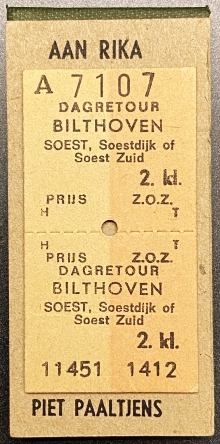 AAN RIKA
A 7107
DAGRETOUR
BILTHOVEN
SOEST, Soestdijk of
Soest Zuid
2. kl.
PRIJS Z.O.Z.
H T
H T
PRIJS Z.O.Z.
DAGRETOUR
BILTHOVEN
SOEST, Soestdijk of
Soest Zuid
2. kl.
11451 1412
PIET PAALTJENS